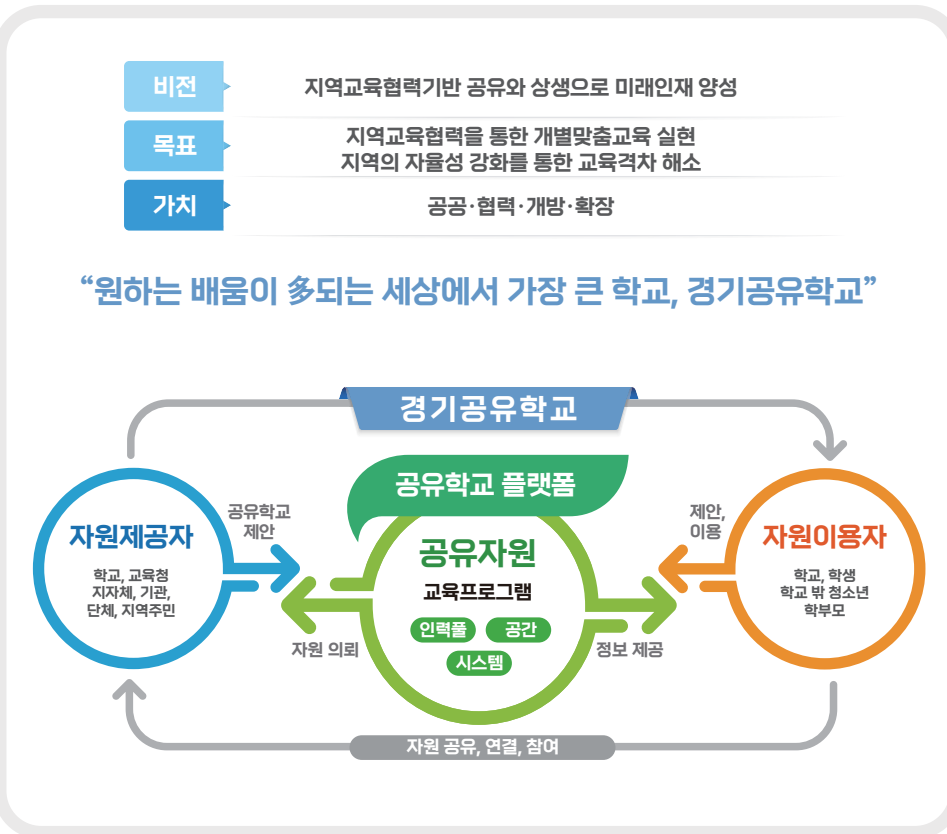 비전
지역교육협력기반 공유와 상생으로 미래인재 양성
목표
지역교육협력을 통한 개별맞춤교육 실현
지역의 자율성 강화를 통한 교육격차 해소
가치
공공·협력·개방·확장
“원하는 배움이 多되는 세상에서 가장 큰 학교, 경기공유학교”
경기공유학교
공유학교 플랫폼
자원제공자
학교, 교육청
지자체, 기관,
단체, 지역주민
공유학교
제안
자원 의뢰
공유자원
교육프로그램
인력풀
공간
시스템
제안,
이용
정보 제공
자원이용자
학교, 학생
학교 밖 청소년
학부모
자원 공유, 연결, 참여